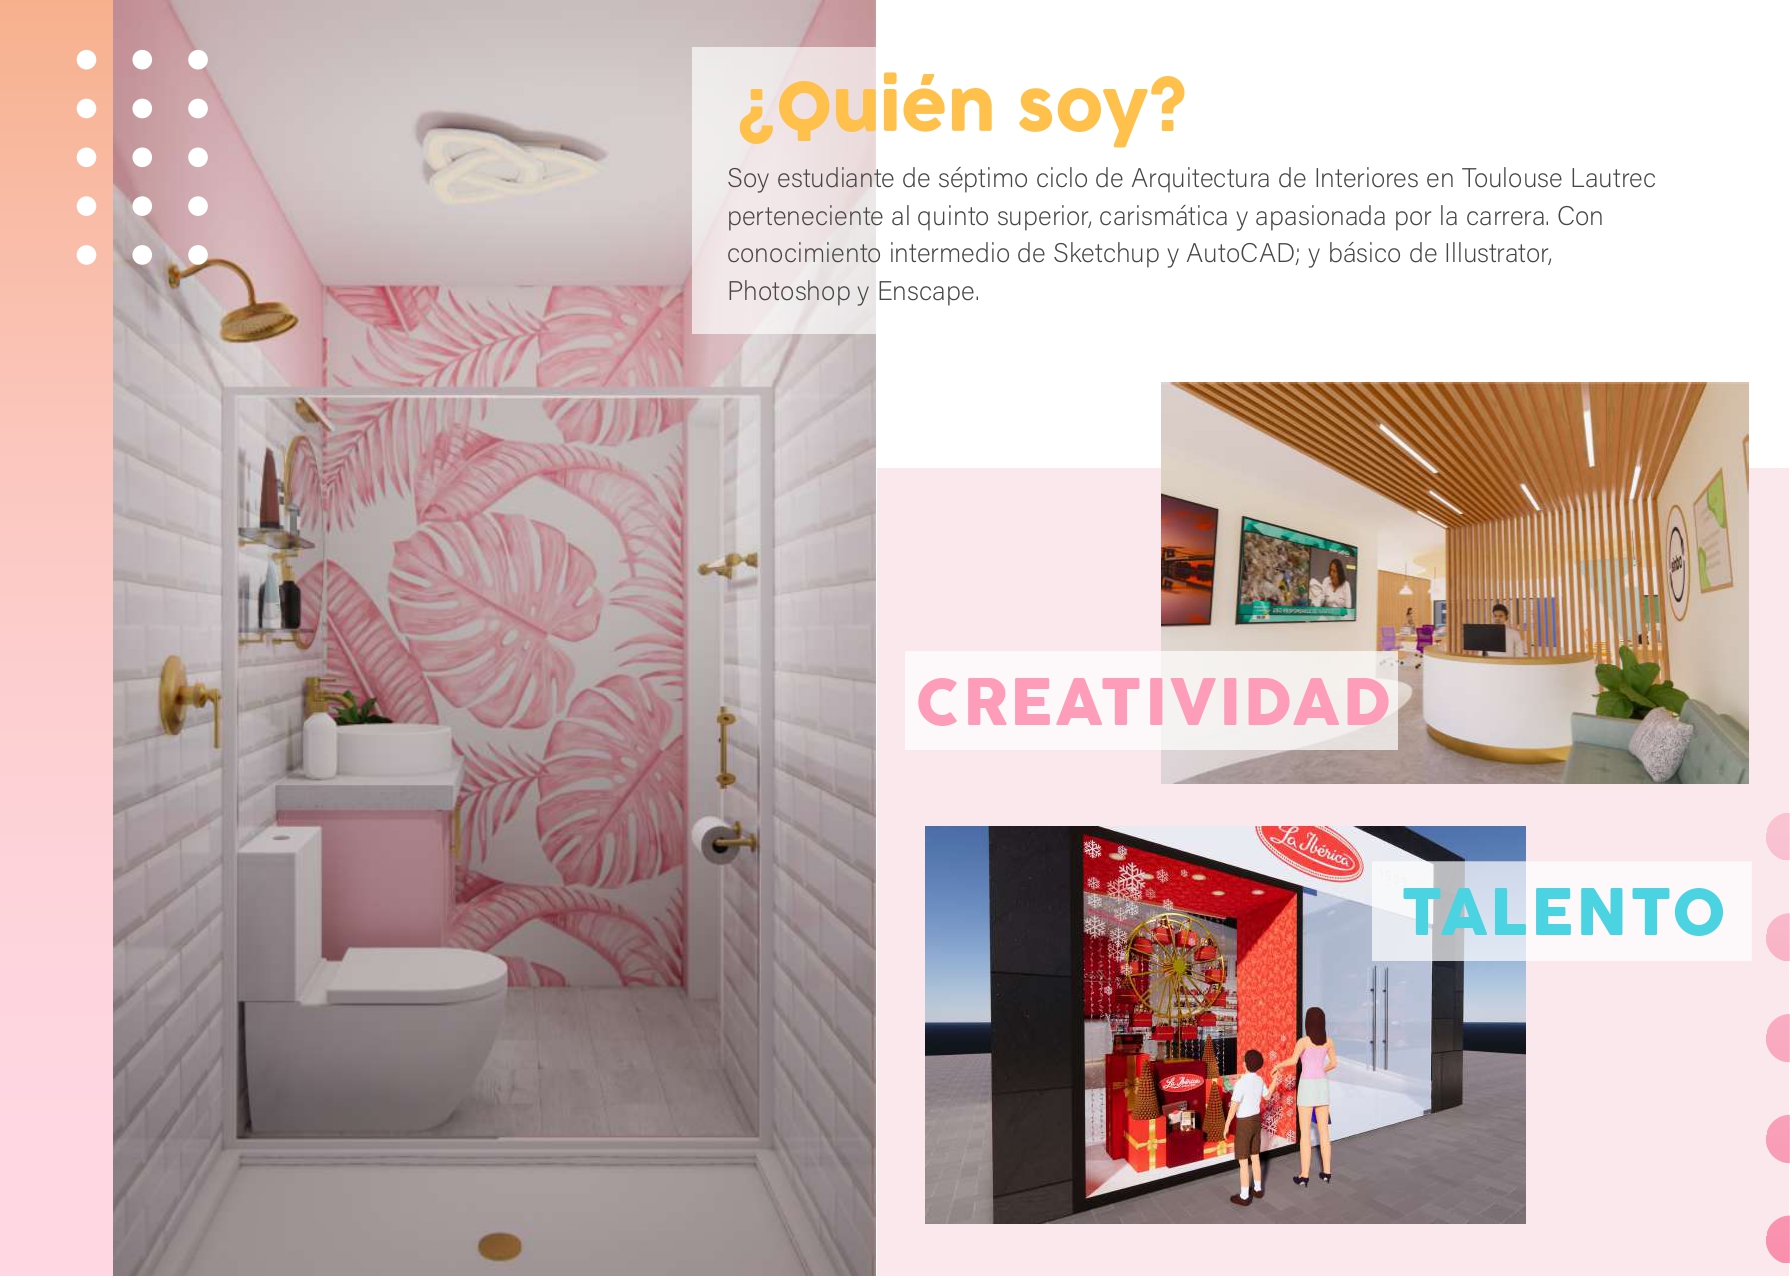 ¿Quién soy?
Soy estudiante de séptimo ciclo de Arquitectura de Interiores en Toulouse Lautrec
perteneciente al quinto superior, carismática y apasionada por la carrera. Con
conocimiento intermedio de Sketchup y AutoCAD; y básico de Illustrator,
Photoshop y Enscape.
CREATIVIDAD
La Ibérica
TALENTO
La Ibérica